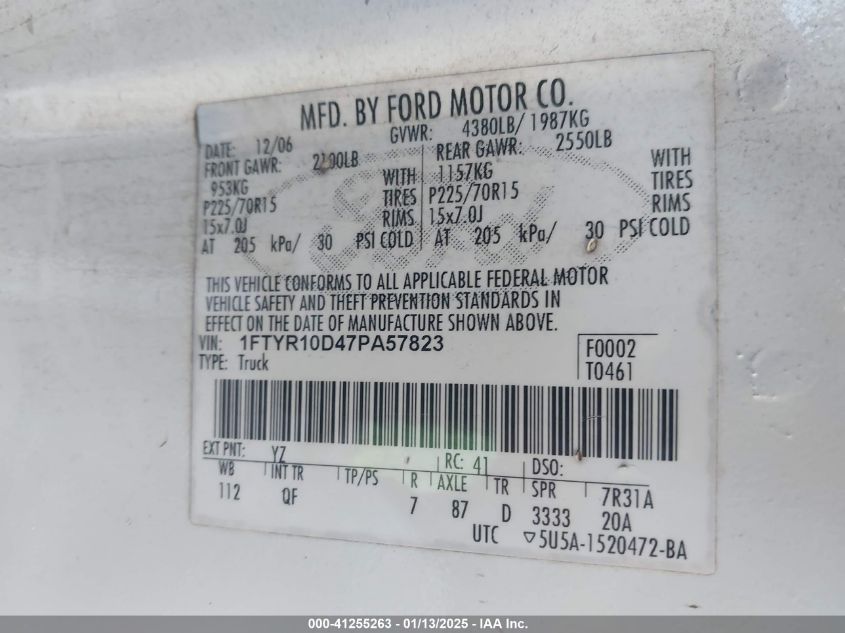 MFD. BY FORD MOTOR CO.
DATE: 12/06 GVWR: 4380LB/ 1987KG
FRONT GAWR: 2100LB REAR GAWR: 2550LB
953KG WITH 1157KG WITH
P225/70R15 TIRES P225/70R15 TIRES
15x7.0J RIMS 15x7.0J RIMS
AT 205 kPa/ 30 PSI COLD AT 205 kPa/ 30 PSI COLD
THIS VEHICLE CONFORMS TO ALL APPLICABLE FEDERAL MOTOR
VEHICLE SAFETY AND THEFT PREVENTION STANDARDS IN
EFFECT ON THE DATE OF MANUFACTURE SHOWN ABOVE.
VIN: 1FTYR10D47PA57823 F0002
TYPE: Truck T0461
EXT PNT: YZ RC: 41 DSO:
WB INT TR TP/PS R AXLE TR SPR 7R31A
112 QF 7 87 D 3333 20A
UTC ▽5U5A-1520472-BA
000-41255263 - 01/13/2025 - IAA Holdings, LLC.